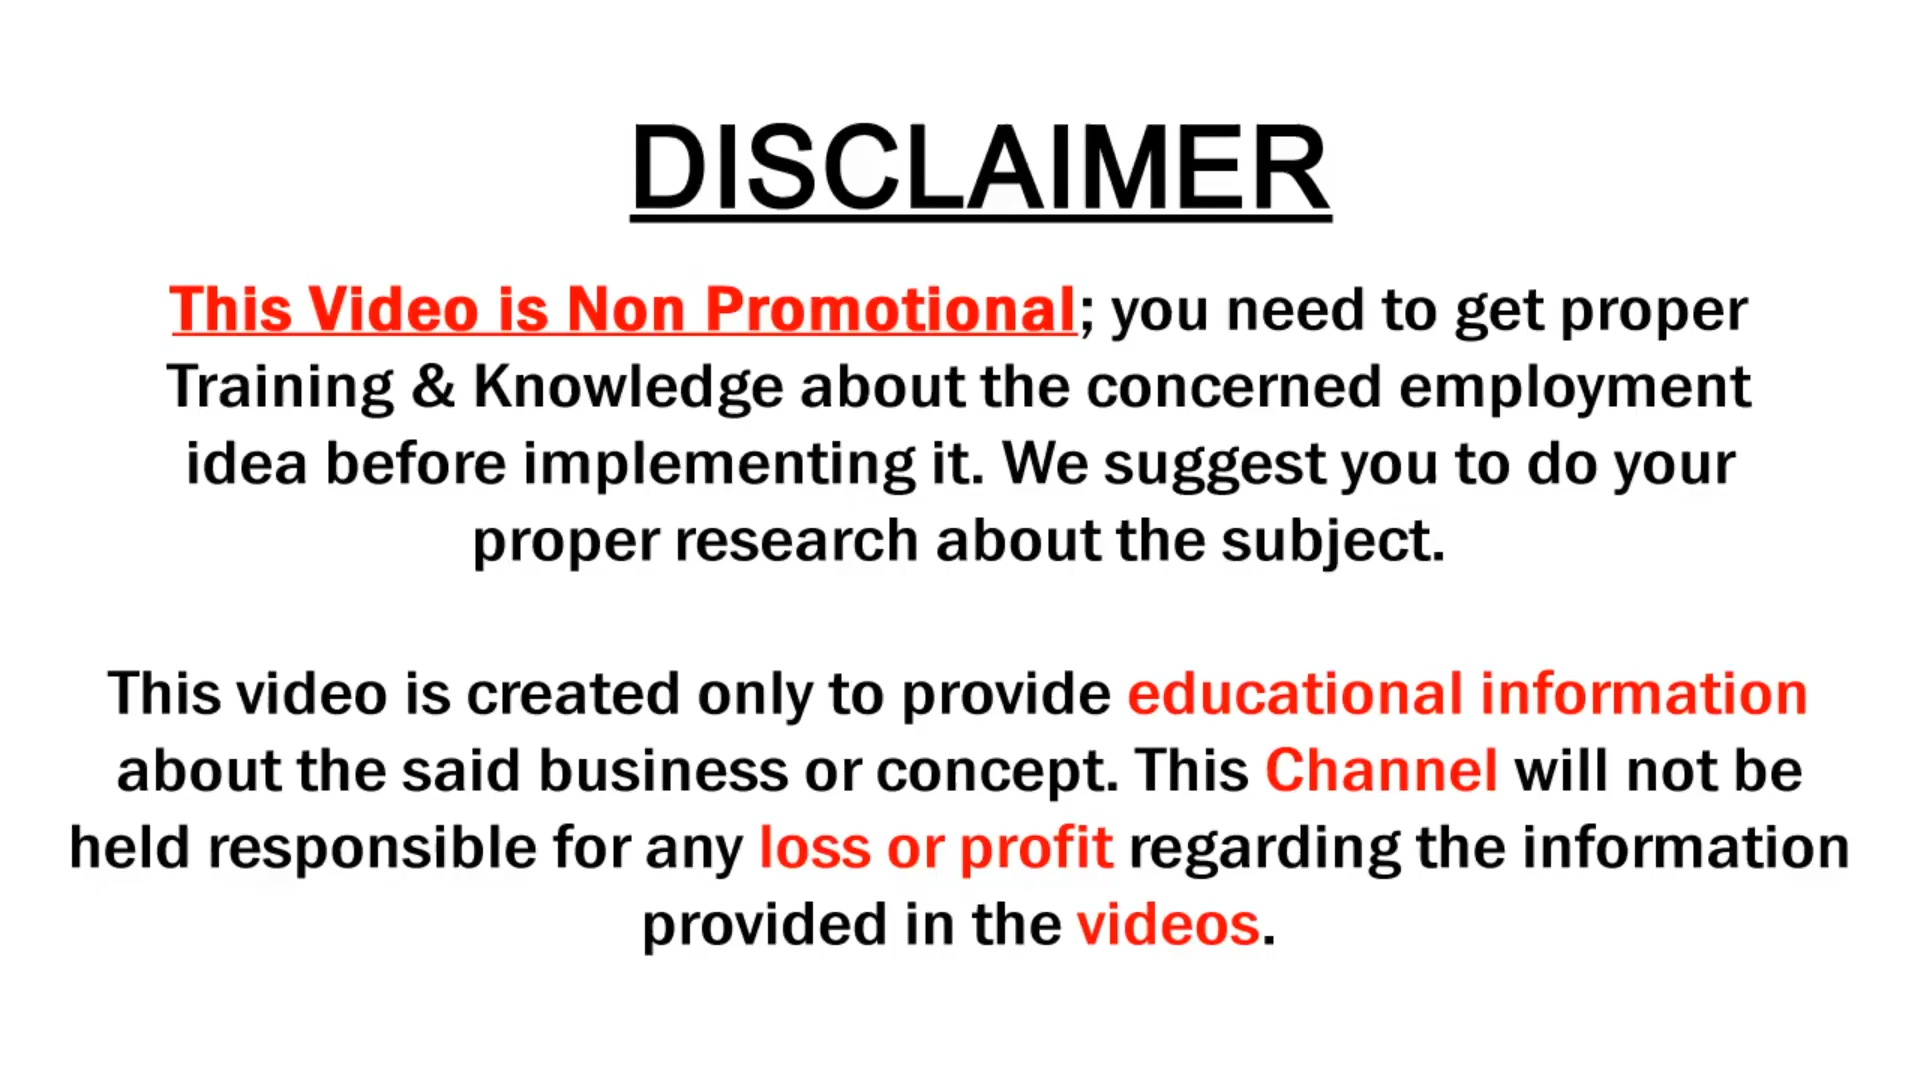 DISCLAIMER
This Video is Non Promotional; you need to get proper
Training & Knowledge about the concerned employment
idea before implementing it. We suggest you to do your
proper research about the subject.
This video is created only to provide educational information
about the said business or concept. This Channel will not be
held responsible for any loss or profit regarding the information
provided in the videos.